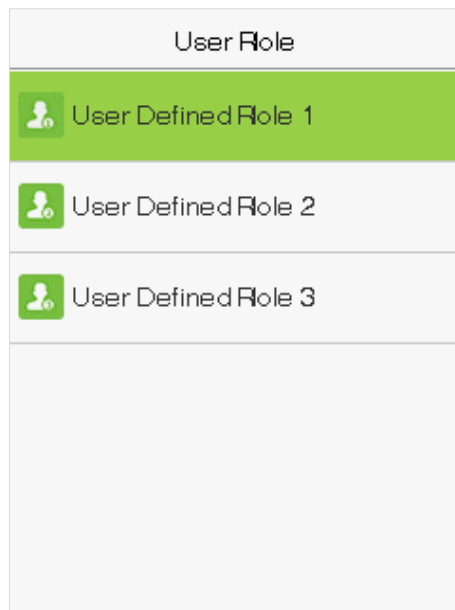 User Role
User Defined Role 1
User Defined Role 2
User Defined Role 3